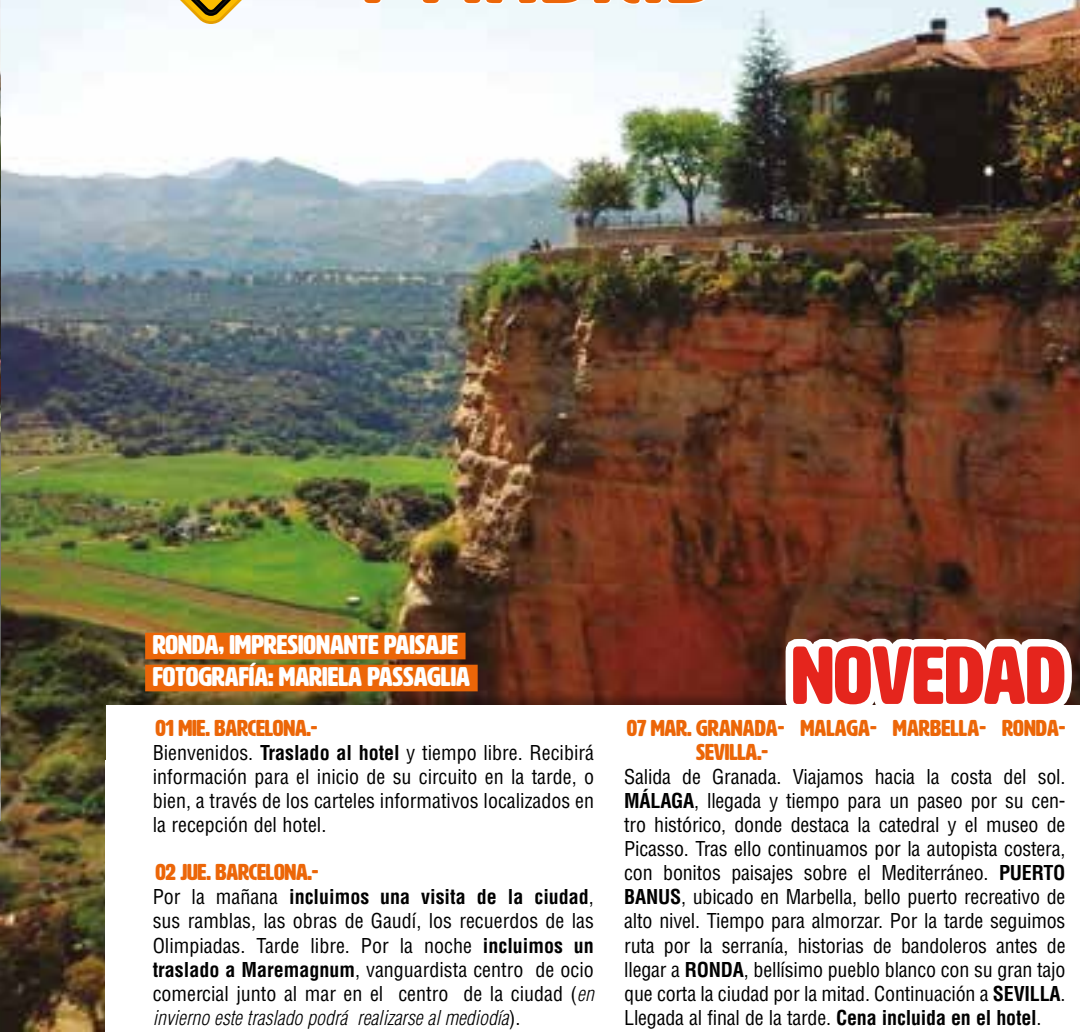 Y MADRID
RONDA, IMPRESIONANTE PAISAJE
FOTOGRAFÍA: MARIELA PASSAGLIA
NOVEDAD
01 MIE. BARCELONA.-
Bienvenidos. Traslado al hotel y tiempo libre. Recibirá
información para el inicio de su circuito en la tarde, o
bien, a través de los carteles informativos localizados en
la recepción del hotel.
02 JUE. BARCELONA.-
Por la mañana incluimos una visita de la ciudad,
sus ramblas, las obras de Gaudí, los recuerdos de las
Olimpiadas. Tarde libre. Por la noche incluimos un
traslado a Maremagnum, vanguardista centro de ocio
comercial junto al mar en el centro de la ciudad (en
invierno este traslado podrá realizarse al mediodía).
07 MAR. GRANADA- MALAGA- MARBELLA- RONDA-
SEVILLA.-
Salida de Granada. Viajamos hacia la costa del sol.
MÁLAGA, llegada y tiempo para un paseo por su cen-
tro histórico, donde destaca la catedral y el museo de
Picasso. Tras ello continuamos por la autopista costera,
con bonitos paisajes sobre el Mediterráneo. PUERTO
BANUS, ubicado en Marbella, bello puerto recreativo de
alto nivel. Tiempo para almorzar. Por la tarde seguimos
ruta por la serranía, historias de bandoleros antes de
llegar a RONDA, bellísimo pueblo blanco con su gran tajo
que corta la ciudad por la mitad. Continuación a SEVILLA.
Llegada al final de la tarde. Cena incluida en el hotel.